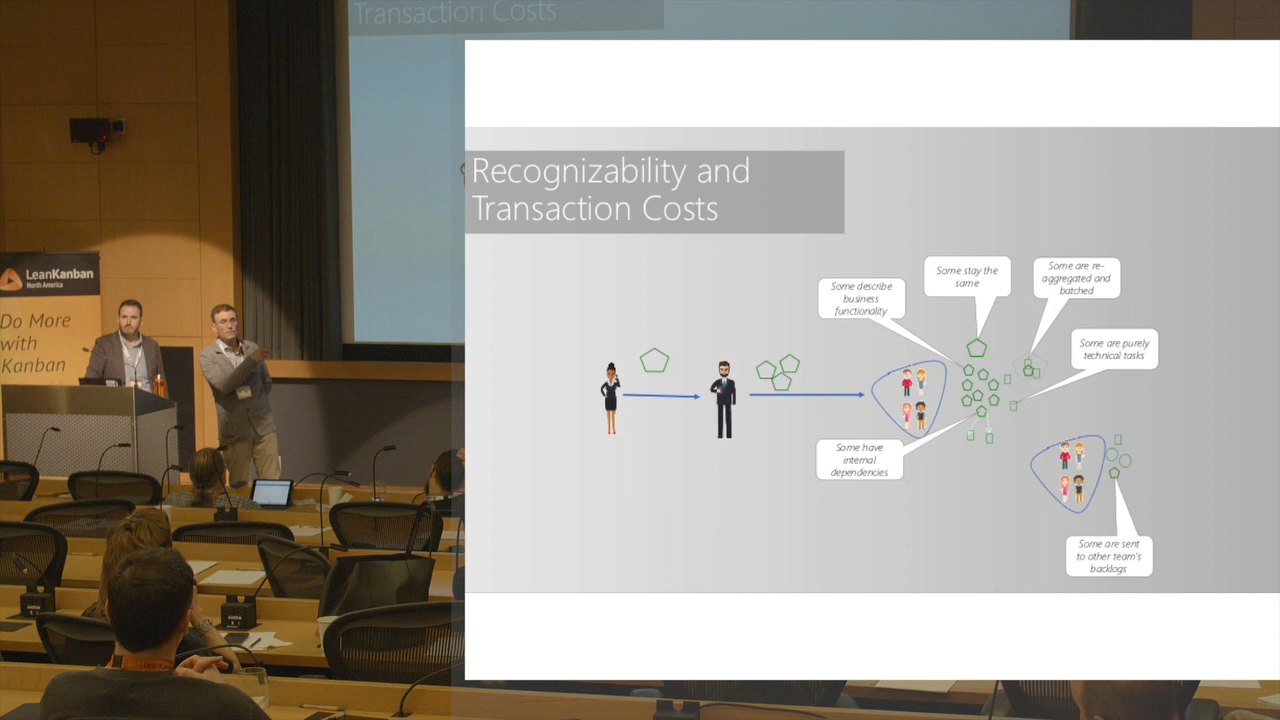 Transaction Costs
LeanKanban
North America
Do More
with
Kanban
Recognizability and
Transaction Costs
Some describe
business
functionality
Some stay the
same
Some are re-
aggregated and
batched
Some are purely
technical tasks
Some have
internal
dependencies
Some are sent
to other team's
backlogs